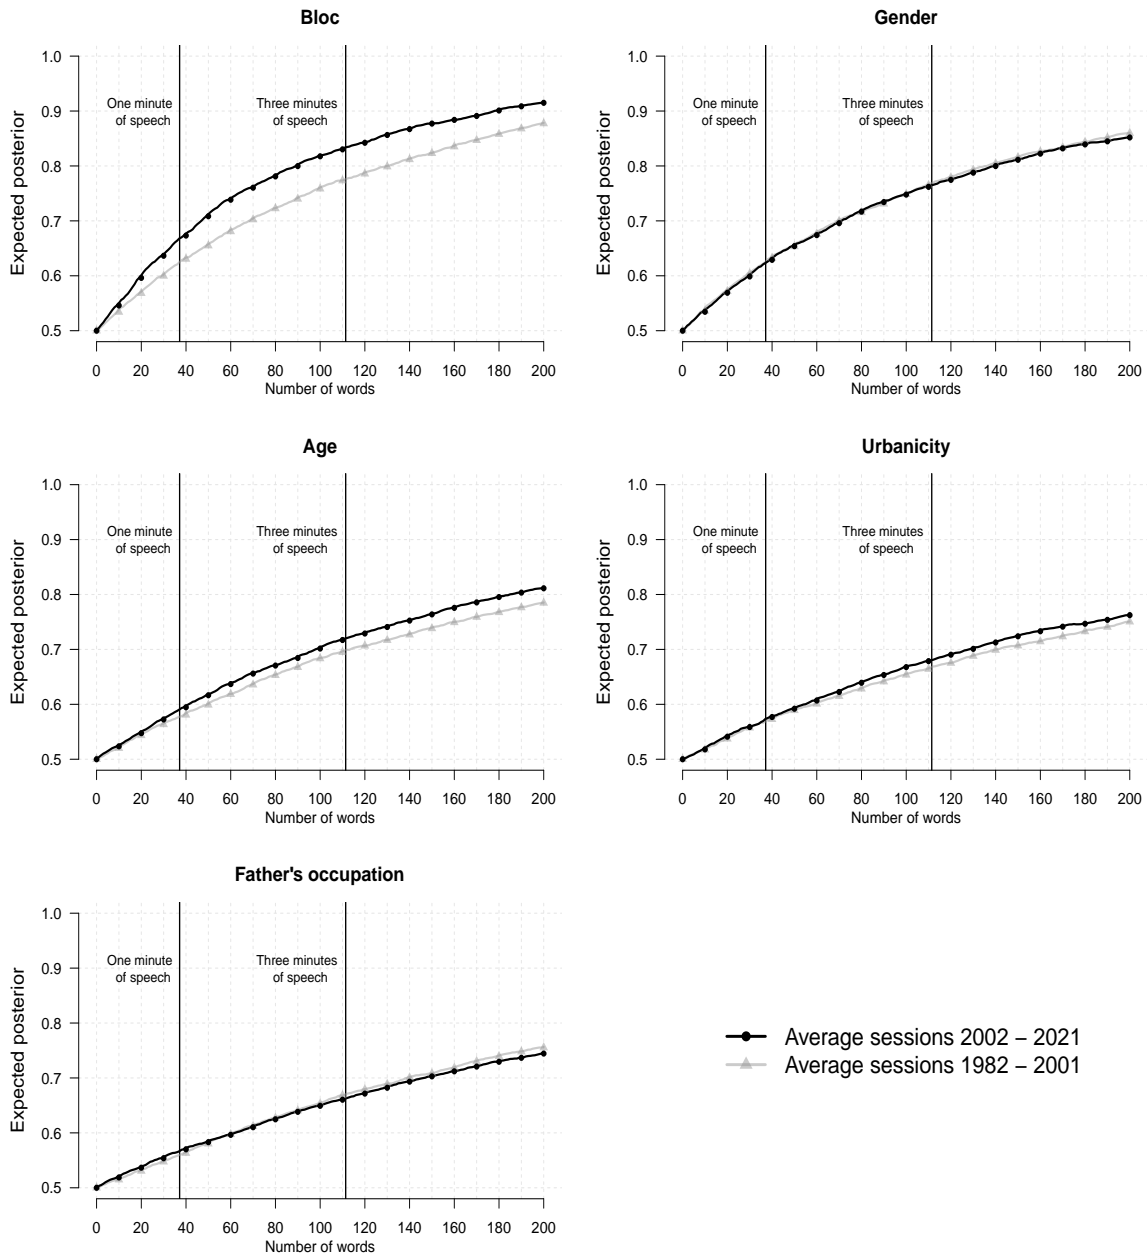 Bloc
Expected posterior
1.0
0.9
0.8
0.7
0.6
0.5
One minute
of speech
Three minutes
of speech
0 20 40 60 80 100 120 140 160 180 200
Number of words
Gender
Expected posterior
1.0
0.9
0.8
0.7
0.6
0.5
One minute
of speech
Three minutes
of speech
0 20 40 60 80 100 120 140 160 180 200
Number of words
Age
Expected posterior
1.0
0.9
0.8
0.7
0.6
0.5
One minute
of speech
Three minutes
of speech
0 20 40 60 80 100 120 140 160 180 200
Number of words
Urbanicity
Expected posterior
1.0
0.9
0.8
0.7
0.6
0.5
One minute
of speech
Three minutes
of speech
0 20 40 60 80 100 120 140 160 180 200
Number of words
Father's occupation
Expected posterior
1.0
0.9
0.8
0.7
0.6
0.5
One minute
of speech
Three minutes
of speech
0 20 40 60 80 100 120 140 160 180 200
Number of words
Average sessions 2002 − 2021
Average sessions 1982 − 2001